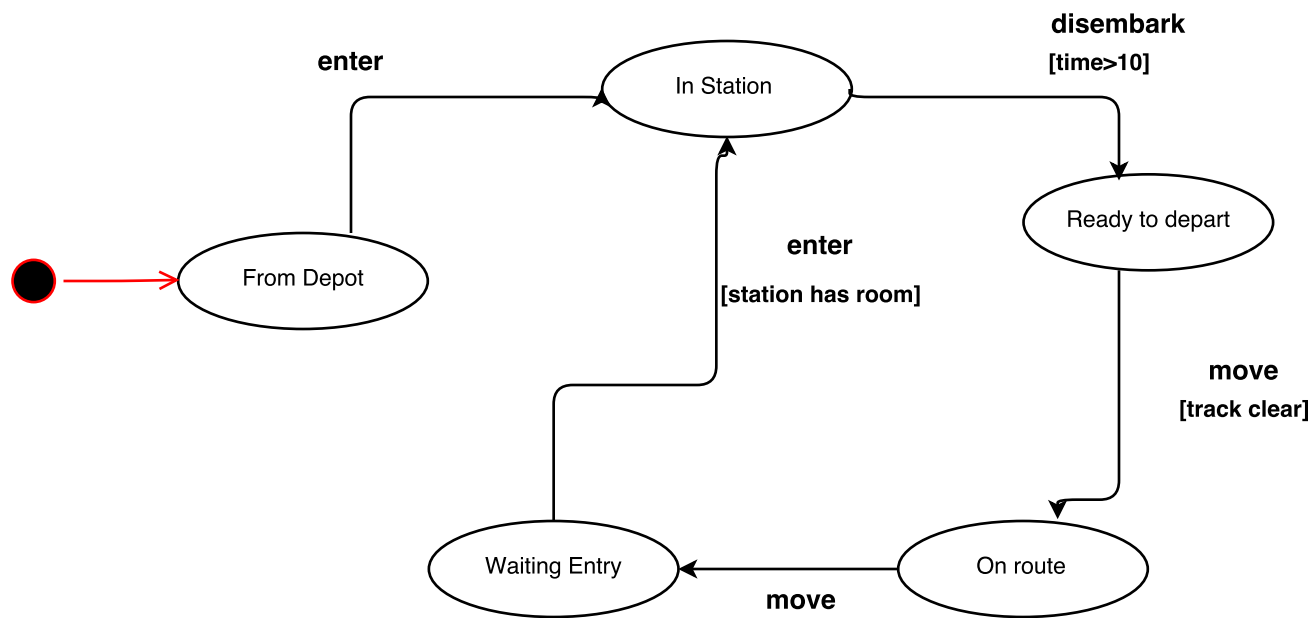 disembark
[time>10]
enter
In Station
Ready to depart
enter
From Depot
[station has room]
move
[track clear]
Waiting Entry
On route
move